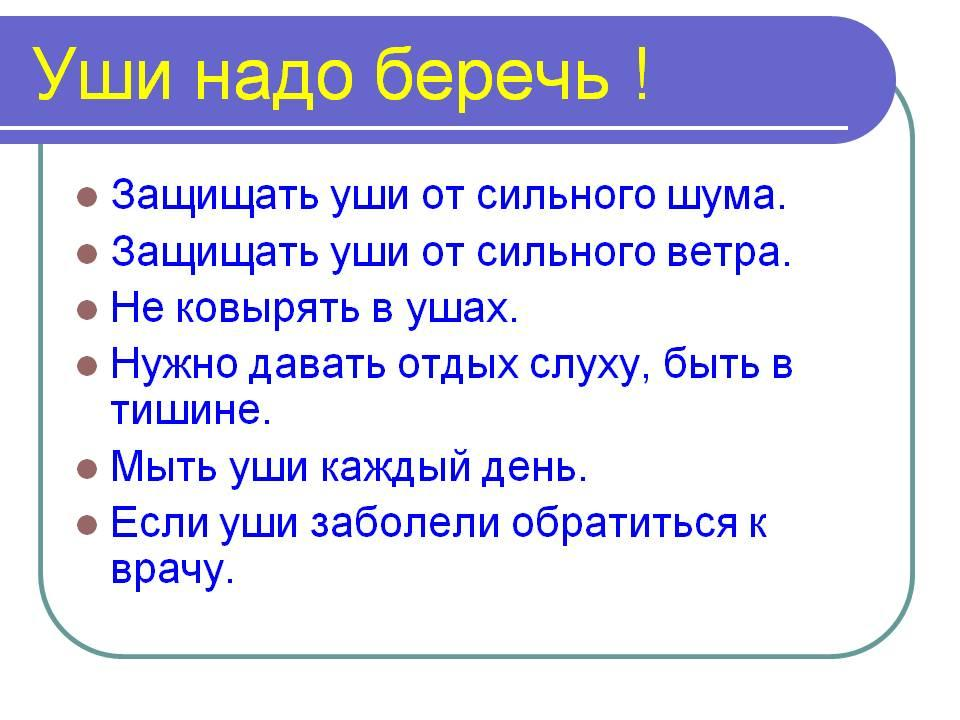 Уши надо беречь !
Защищать уши от сильного шума.
Защищать уши от сильного ветра.
Не ковырять в ушах.
Нужно давать отдых слуху, быть в
тишине.
Мыть уши каждый день.
Если уши заболели обратиться к
врачу.